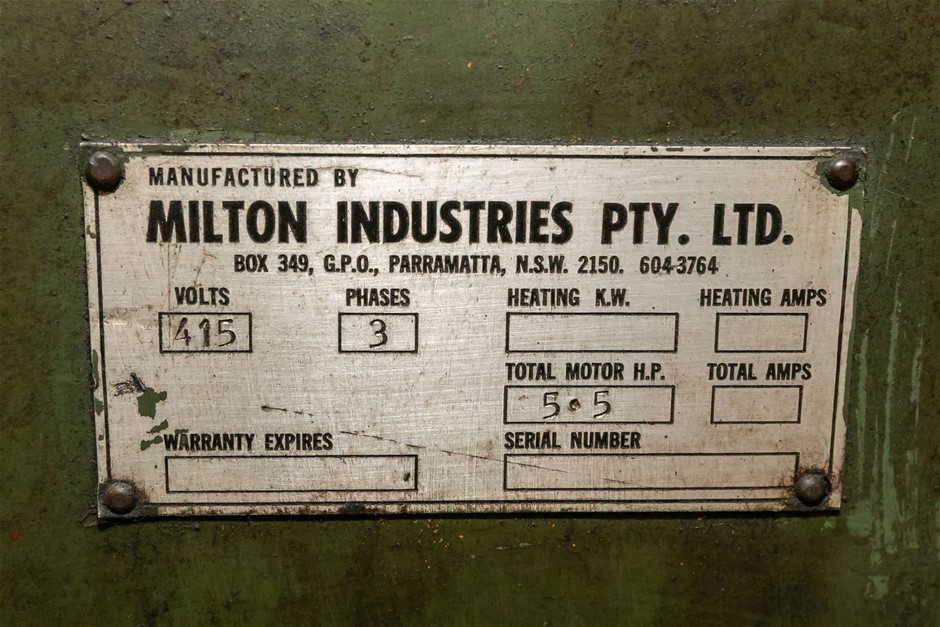 MANUFACTURED BY
MILTON INDUSTRIES PTY. LTD.
BOX 349, G.P.O., PARRAMATTA, N.S.W. 2150. 604-3764
VOLTS PHASES HEATING K.W. HEATING AMPS
415 3
TOTAL MOTOR H.P. TOTAL AMPS
5.5
WARRANTY EXPIRES SERIAL NUMBER